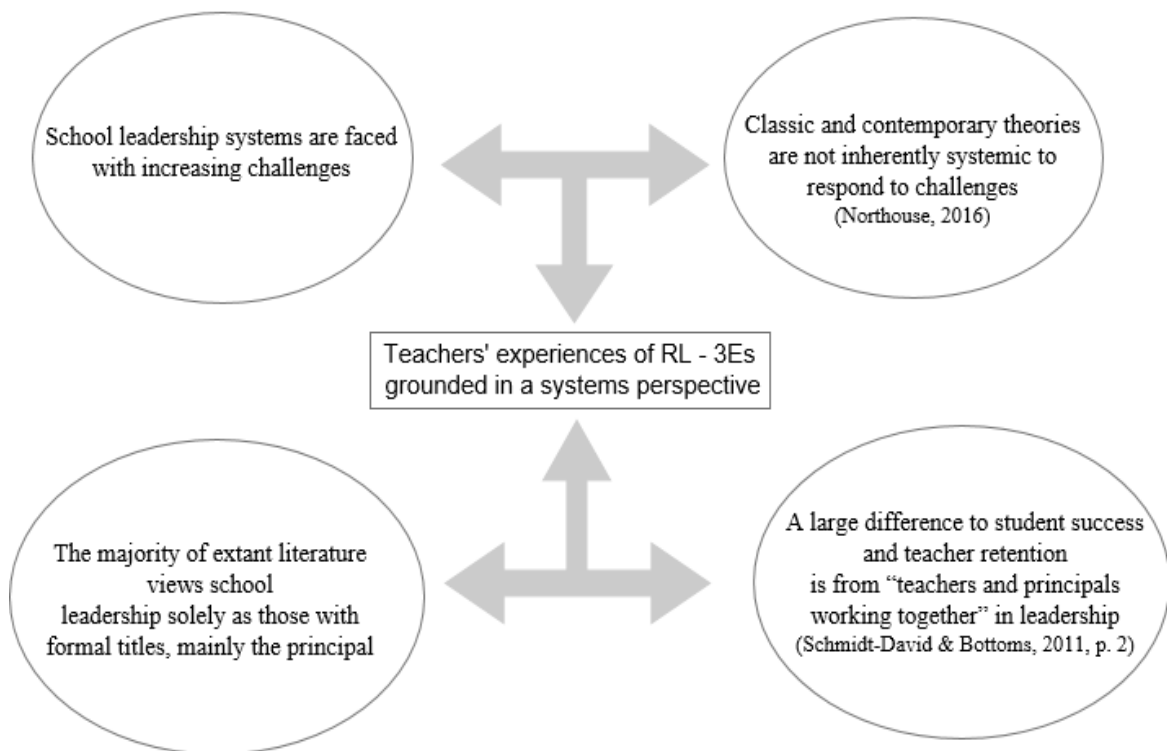 School leadership systems are faced
with increasing challenges
Classic and contemporary theories
are not inherently systemic to
respond to challenges
(Northouse, 2016)
Teachers' experiences of RL - 3Es
grounded in a systems perspective
The majority of extant literature
views school
leadership solely as those with
formal titles, mainly the principal
A large difference to student success
and teacher retention
is from “teachers and principals
working together” in leadership
(Schmidt-David & Bottoms, 2011, p. 2)